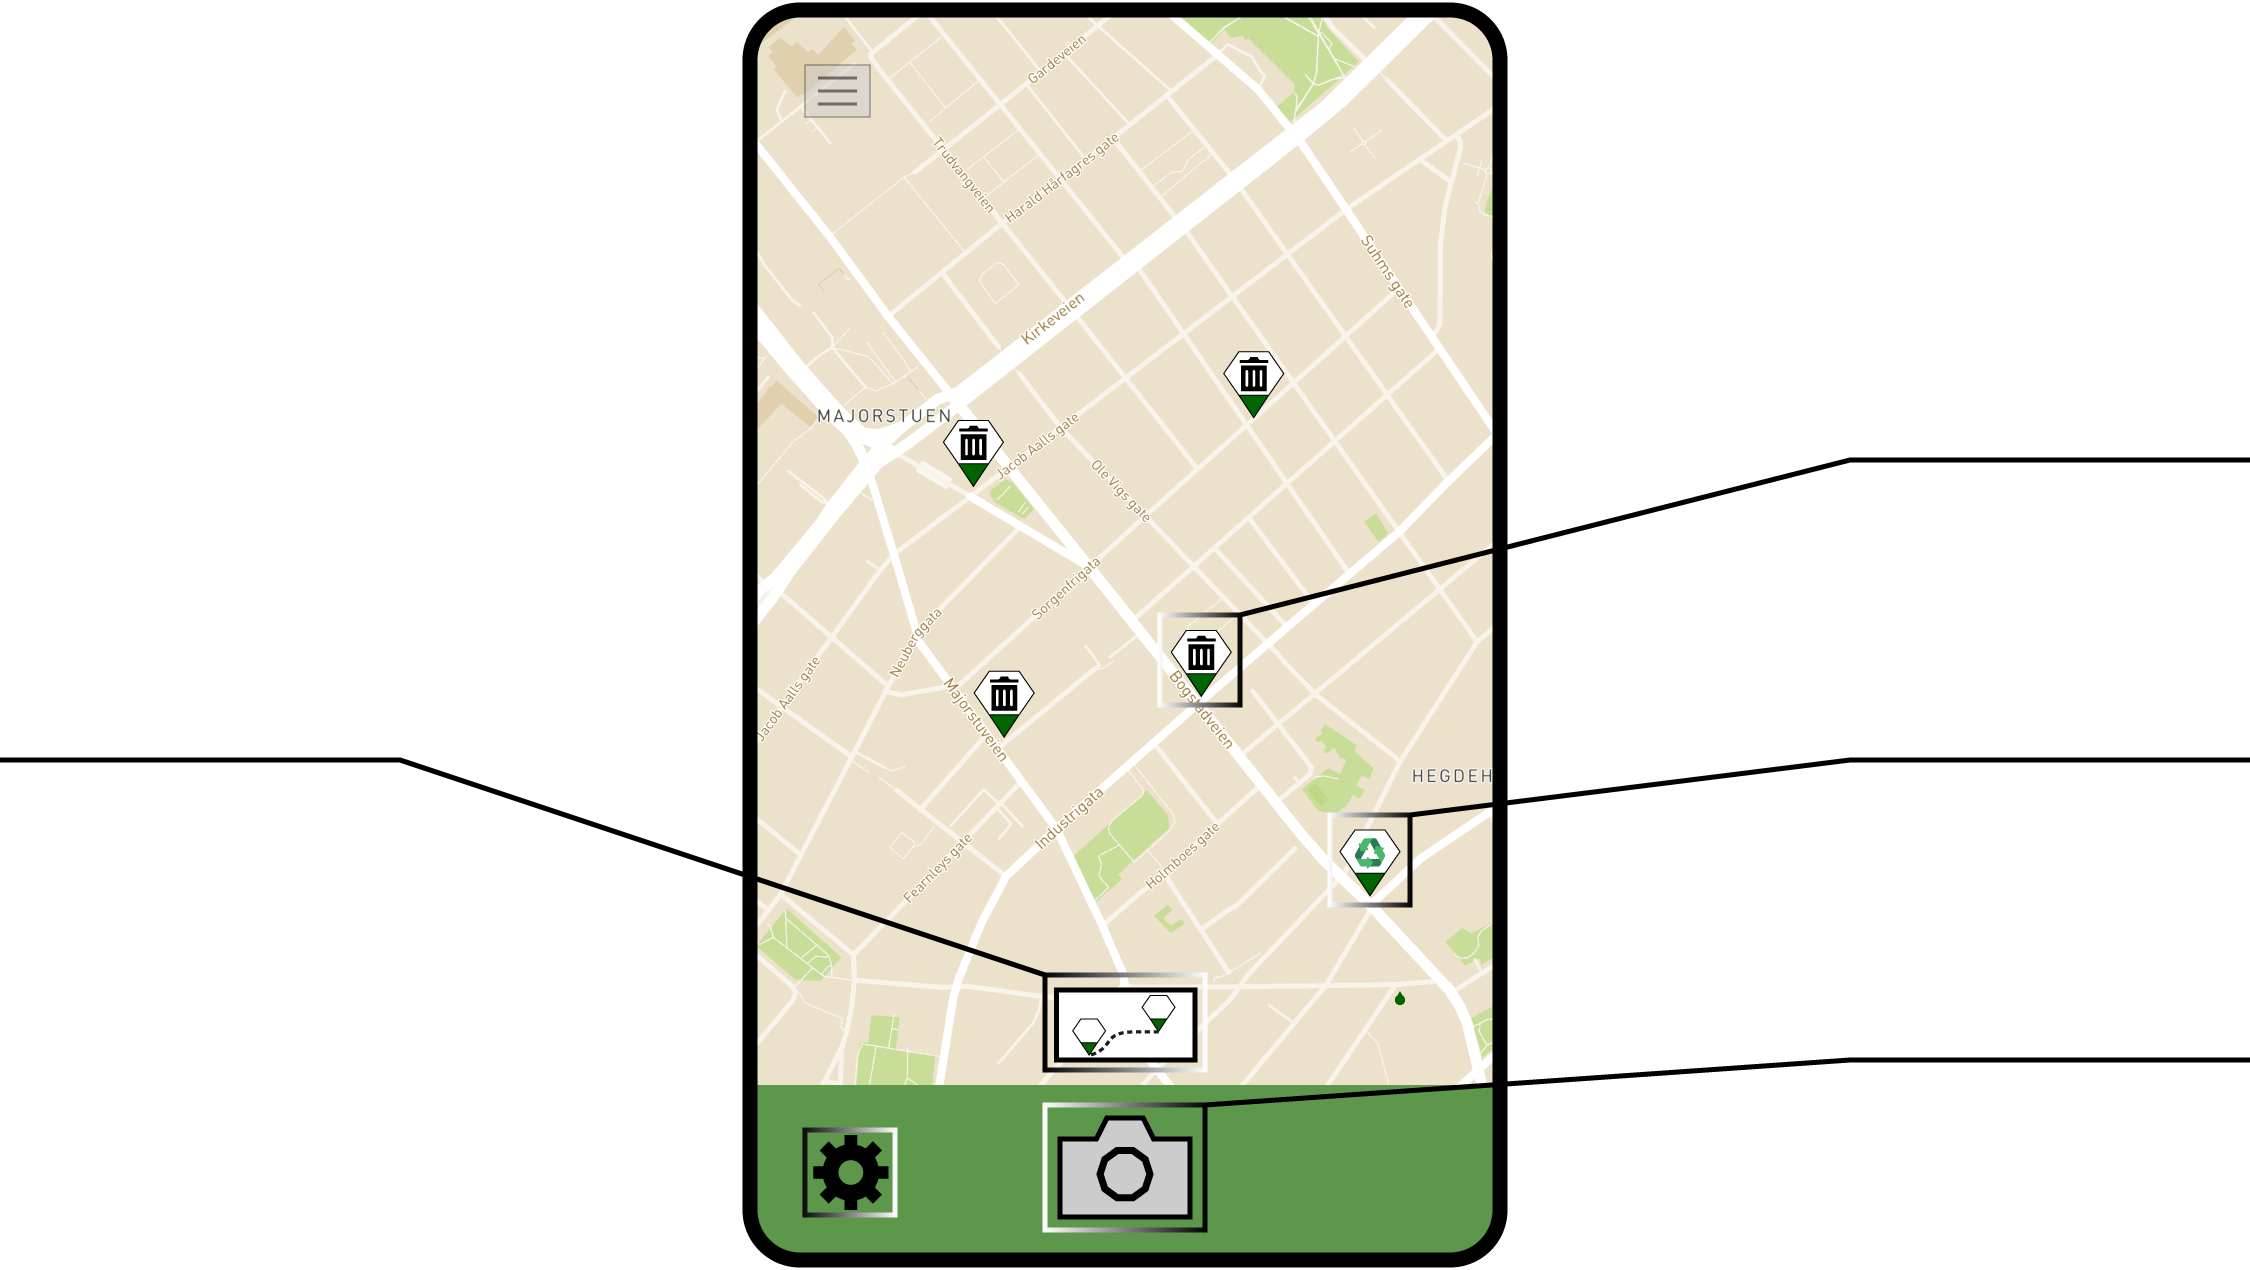 Gardeveien
Trudvangveien
Harald Hårfagres gate
Suhms gate
Kirkeveien
MAJORSTUEN
Jacob Aalls gate
Ole Vigs gate
Sorgenfrigata
Neuberggata
Jacob Aalls gate
Majorstuveien
Bogstadveien
HEGDEH
Industrigata
Holmboes gate
Fearnleys gate